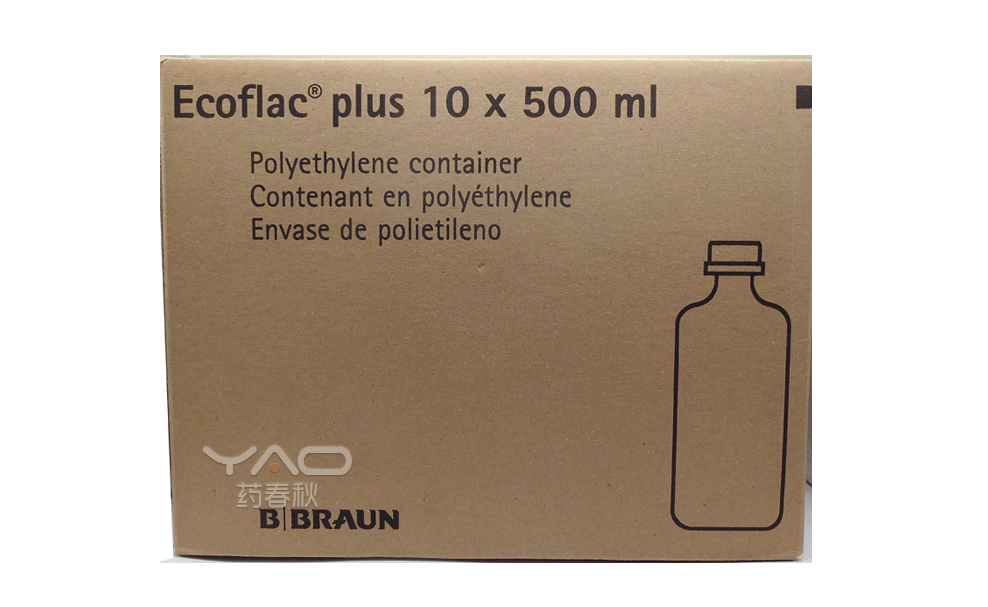 Ecoflac® plus 10 x 500 ml
Polyethylene container
Contenant en polyéthylene
Envase de polietileno
YAO
药春秋
B|BRAUN